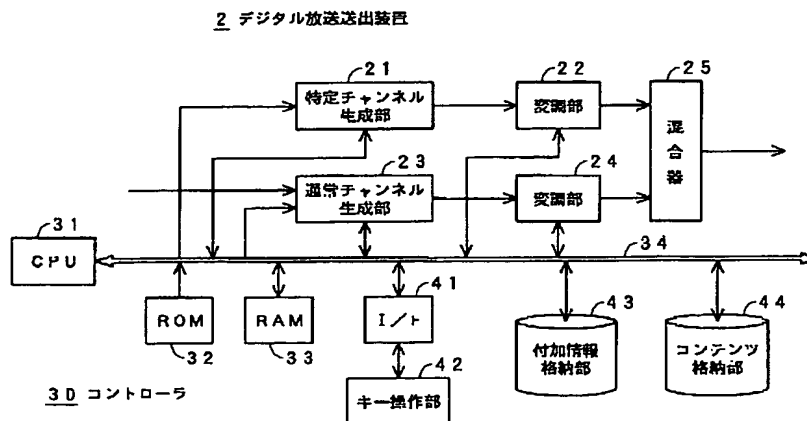 2 デジタル放送送出装置
21
22
25
特定チャンネル
生成部
変調部
混合器
23
24
通常チャンネル
生成部
変調部
31
CPU
34
41
43
44
ROM
RAM
I/F
32
33
付加情報
格納部
コンテンツ
格納部
42
30 コントローラ
キー操作部